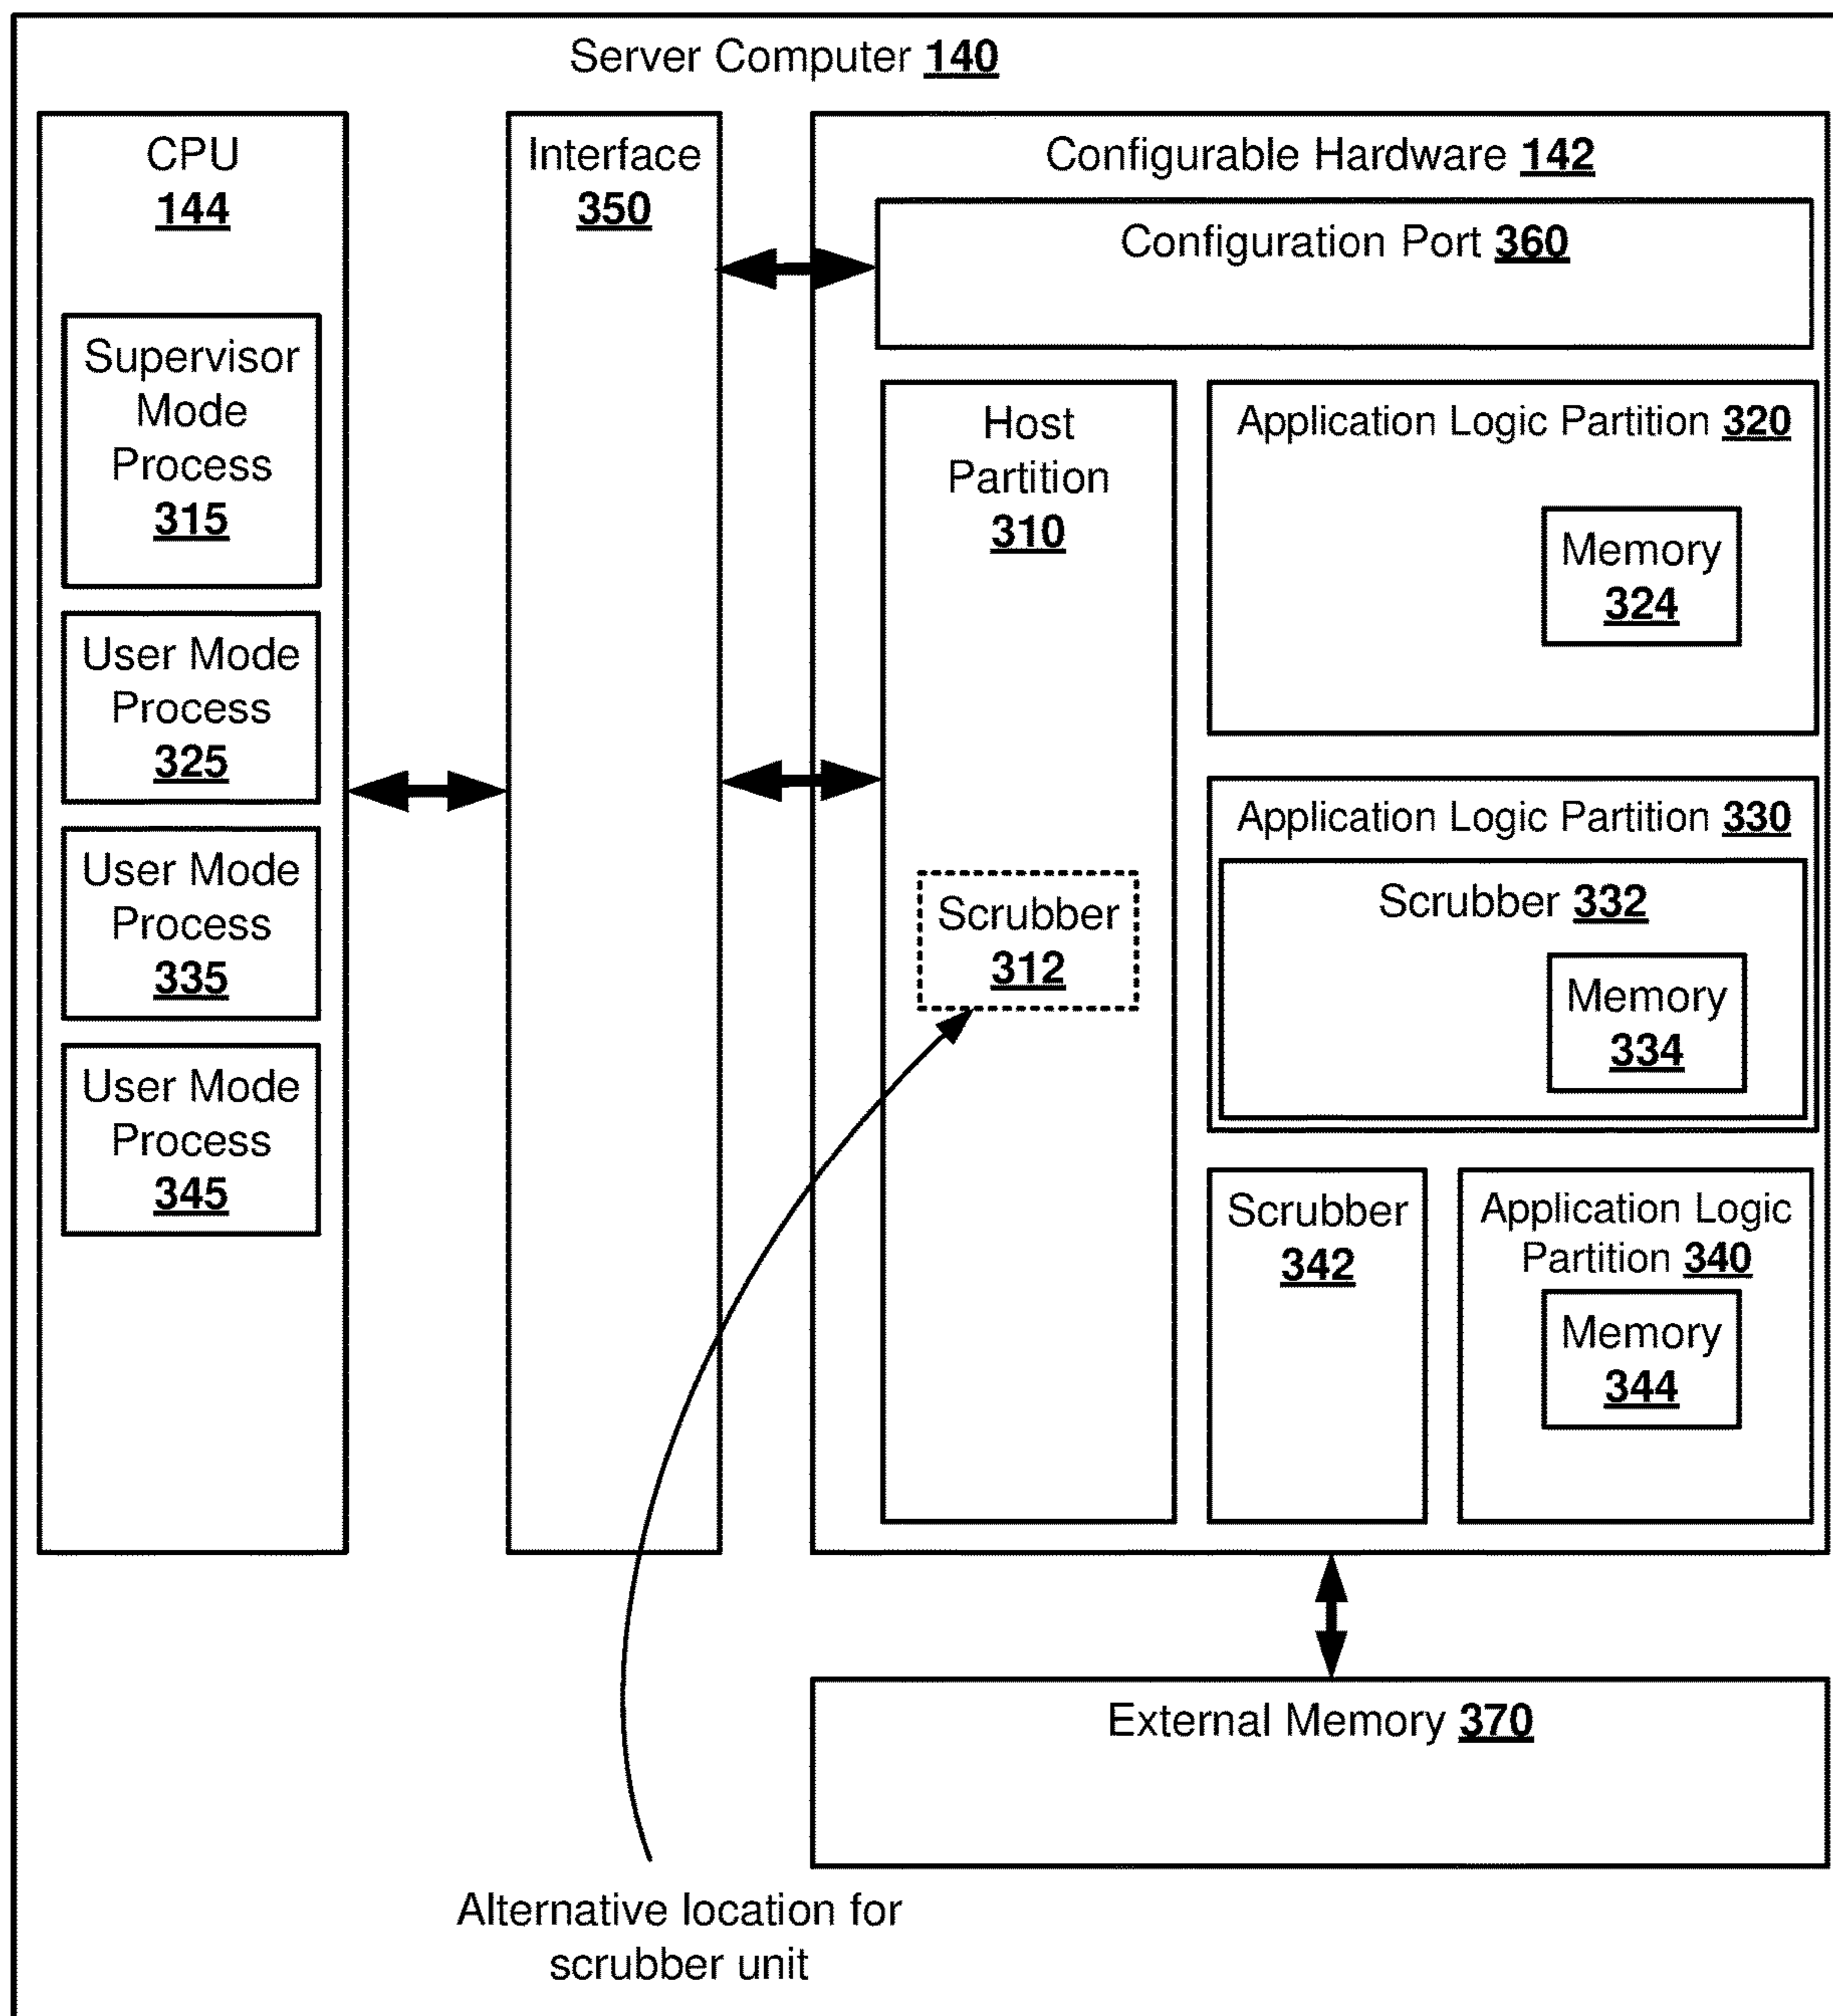 Server Computer 140
CPU
144
Supervisor
Mode
Process
315
User Mode
Process
325
User Mode
Process
335
User Mode
Process
345
Interface
350
Configurable Hardware 142
Configuration Port 360
Host
Partition
310
Scrubber
312
Application Logic Partition 320
Memory
324
Application Logic Partition 330
Scrubber 332
Memory
334
Scrubber
342
Application Logic
Partition 340
Memory
344
External Memory 370
Alternative location for
scrubber unit